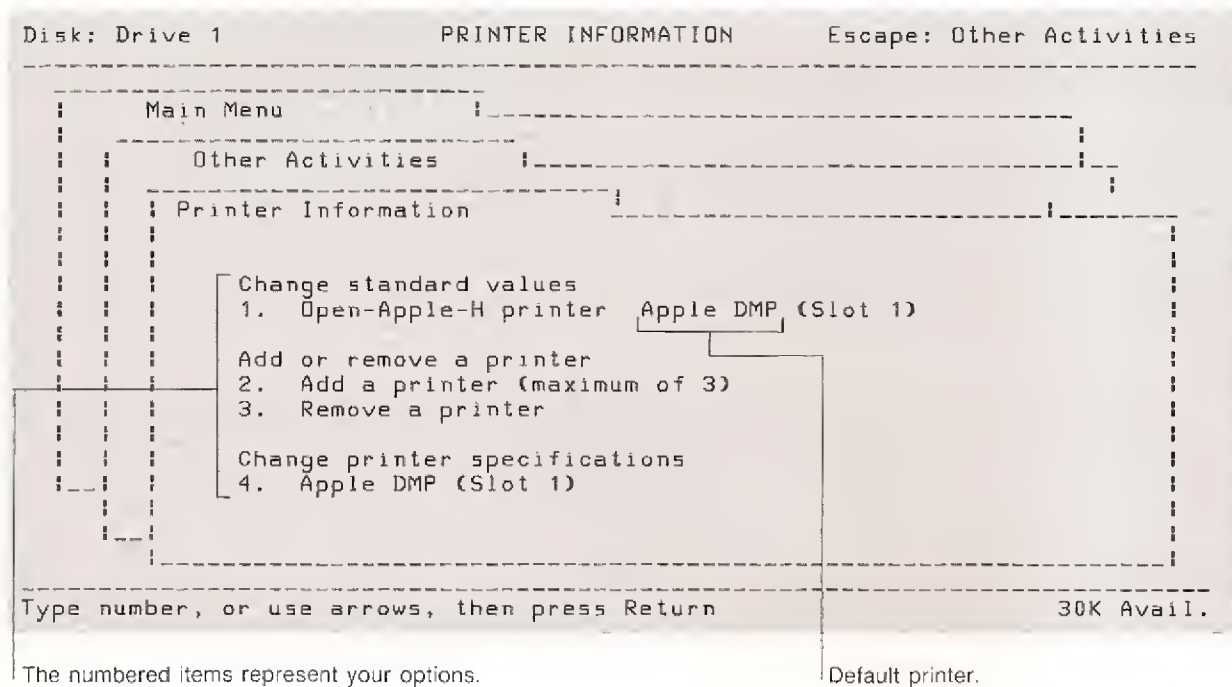 Disk: Drive 1 PRINTER INFORMATION Escape: Other Activities
Main Menu
Other Activities
Printer Information
Change standard values
1. Open-Apple-H printer Apple DMP (Slot 1)
Add or remove a printer
2. Add a printer (maximum of 3)
3. Remove a printer
Change printer specifications
4. Apple DMP (Slot 1)
Type number, or use arrows, then press Return 30K Avail.
The numbered items represent your options. Default printer.